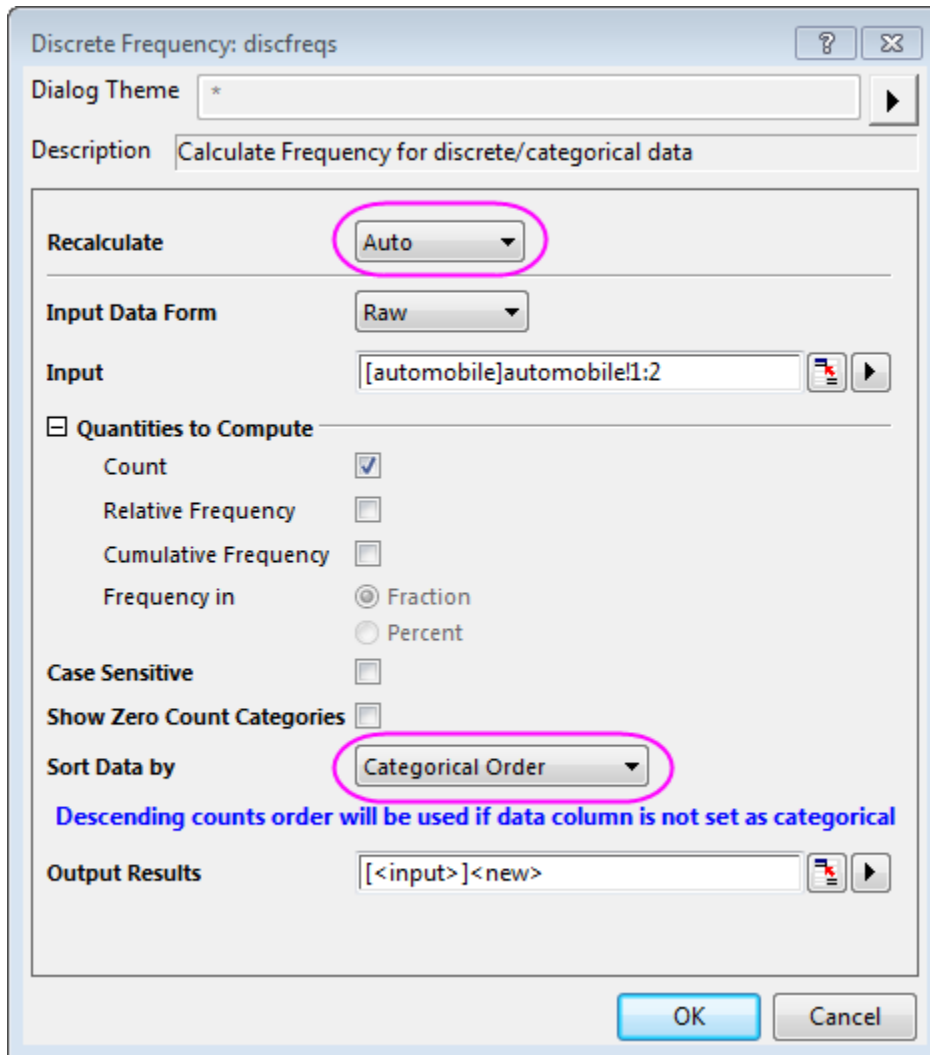 Discrete Frequency: discfreqs
Dialog Theme *
Description Calculate Frequency for discrete/categorical data
Recalculate Auto
Input Data Form Raw
Input [automobile]automobile!1:2
Quantities to Compute
Count
Relative Frequency
Cumulative Frequency
Frequency in Fraction
Percent
Case Sensitive
Show Zero Count Categories
Sort Data by Categorical Order
Descending counts order will be used if data column is not set as categorical
Output Results [<input>]<new>
OK Cancel